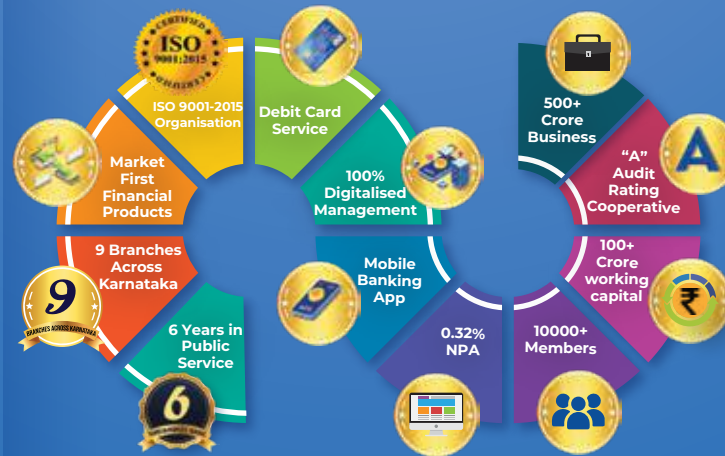 CERTIFIED
ISO
9001:2015
CERTIFIED
ISO 9001-2015
Organisation
Debit Card
Service
Market
First
Financial
Products
100%
Digitalised
Management
9 Branches
Across
Karnataka
9
BRANCHES ACROSS KARNATAKA
6 Years in
Public
Service
6
Mobile
Banking
App
0.32%
NPA
10000+
Members
100+
Crore
working
capital
₹
“A”
Audit
Rating
Cooperative
A
500+
Crore
Business